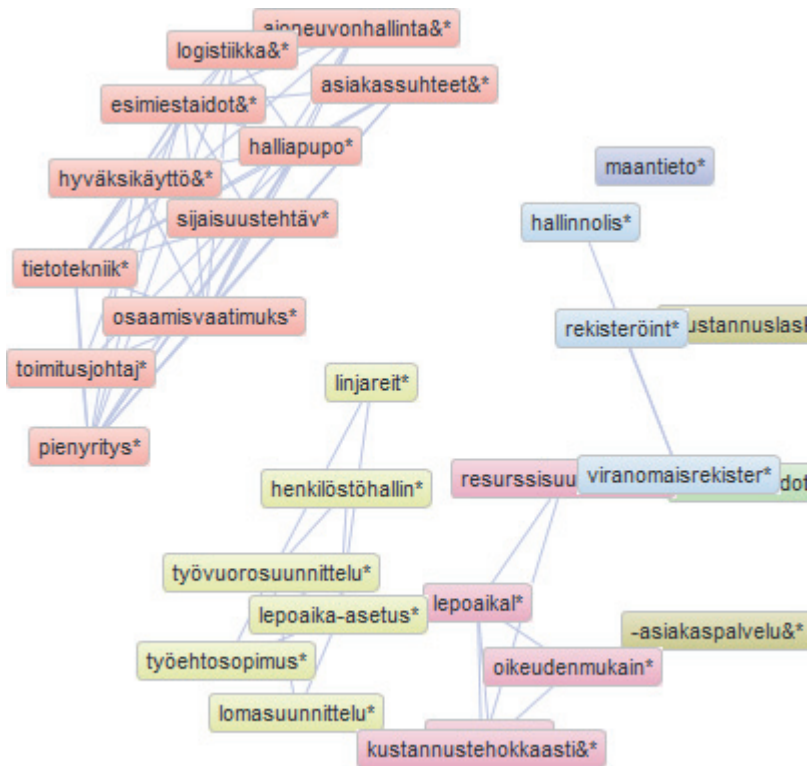 logistiikka&*
asiakassuhteet&*
esimiestaidot&*
halliapupo*
hyväksikäyttö&*
maantieto*
sijaisuustehtäv*
hallinnolis*
tietotekniik*
osaamisvaatimuks*
rekisteröint*
toimitusjohtaj*
linjareit*
pienyritys*
henkilöstöhallin*
viranomaisrekister*
työvuorosuunnittelu*
lepoaika-asetus*
lepoaikal*
-asiakaspalvelu&*
työehtosopimus*
oikeudenmukain*
lomasuunnittelu*
kustannustehokkaasti&*